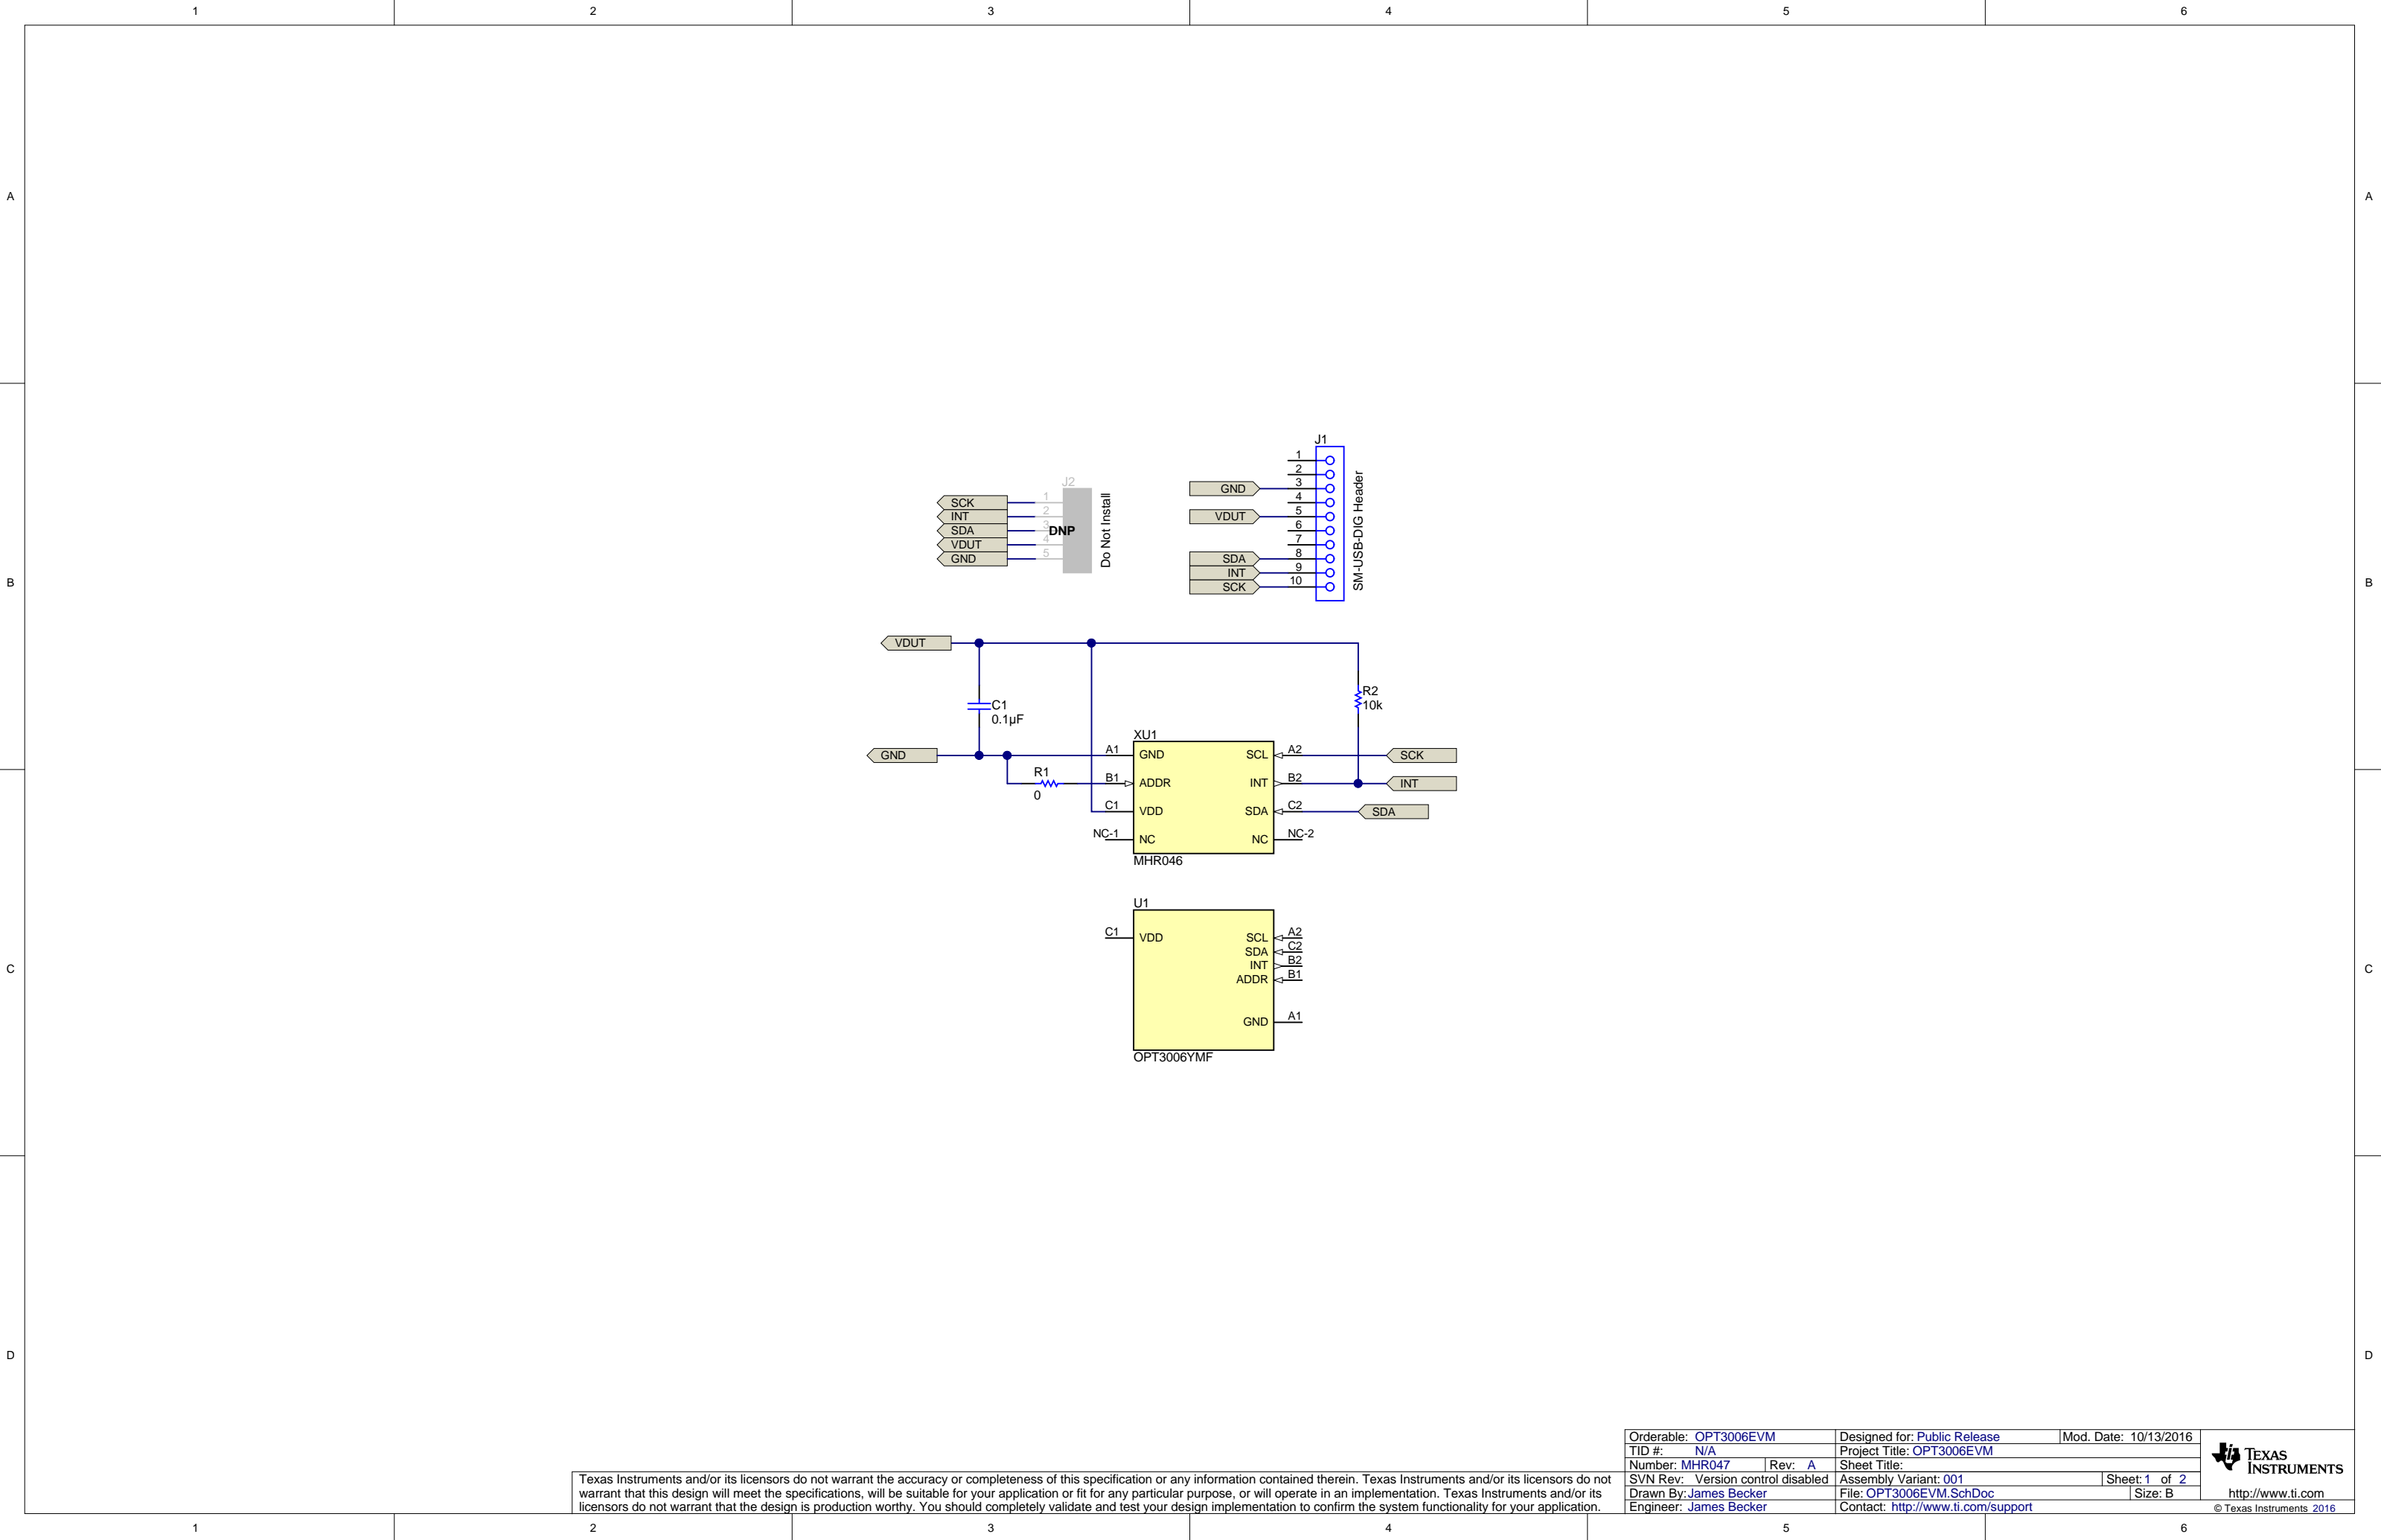 1 2 3 4 5 6
A A
J1
1
2
GND 3
4
VDUT 5
6
7
SDA 8
INT 9
SCK 10
SM-USB-DIG Header
J2
SCK 1
INT 2
SDA 3 DNP
VDUT 4
GND 5
Do Not Install
B B
VDUT
R2
10k
C1
0.1µF
XU1
GND A1 GND SCL A2 SCK
R1
0
B1 ADDR INT B2 INT
C1 VDD SDA C2 SDA
NC-1 NC NC NC-2
MHR046
U1
C1 VDD SCL A2
SDA C2
INT B2
ADDR B1
GND A1
OPT3006YMF
C C
D D
Texas Instruments and/or its licensors do not warrant the accuracy or completeness of this specification or any information contained therein. Texas Instruments and/or its licensors do not
warrant that this design will meet the specifications, will be suitable for your application or fit for any particular purpose, or will operate in an implementation. Texas Instruments and/or its
licensors do not warrant that the design is production worthy. You should completely validate and test your design implementation to confirm the system functionality for your application.
Orderable: OPT3006EVM Designed for: Public Release Mod. Date: 10/13/2016
TID #: N/A Project Title: OPT3006EVM
Number: MHR047 Rev: A Sheet Title:
SVN Rev: Version control disabled Assembly Variant: 001 Sheet: 1 of 2
Drawn By: James Becker File: OPT3006EVM.SchDoc Size: B
Engineer: James Becker Contact: http://www.ti.com/support
TEXAS
INSTRUMENTS
http://www.ti.com
© Texas Instruments 2016
1 2 3 4 5 6